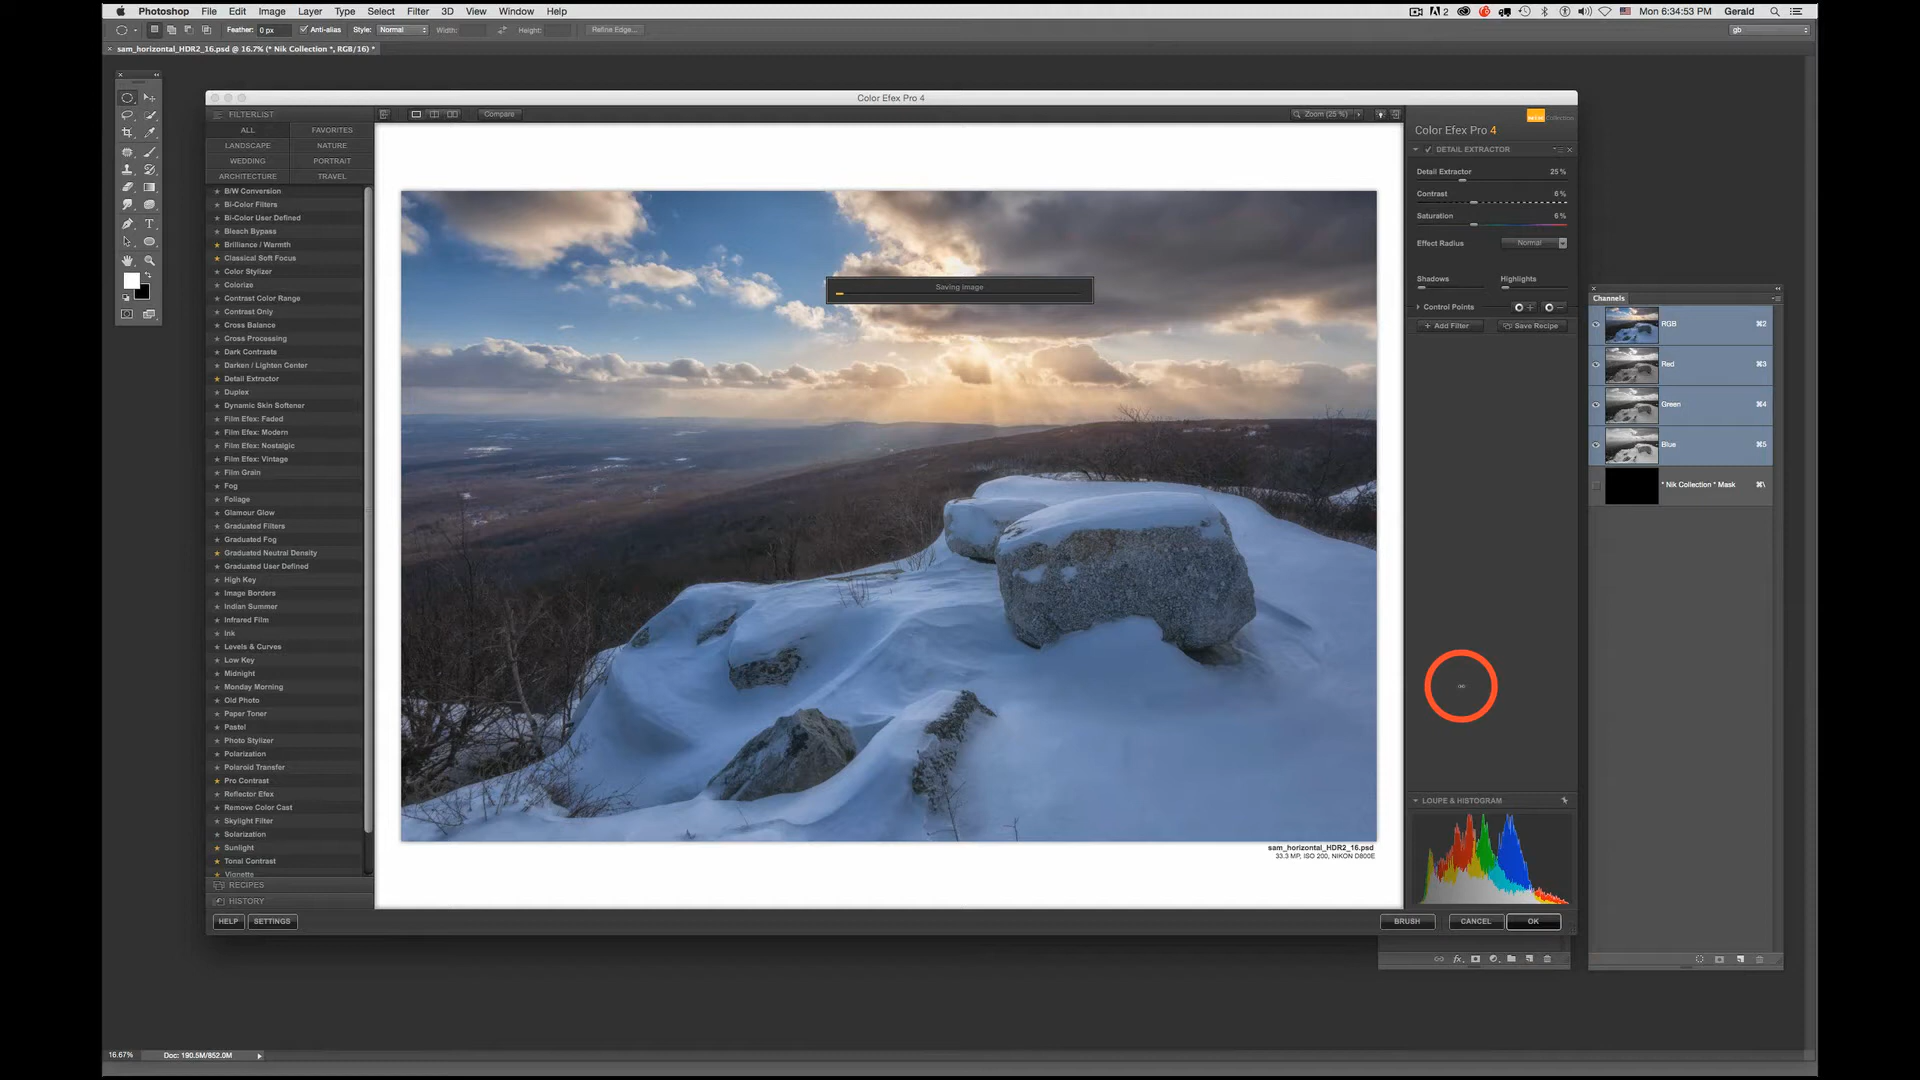 Photoshop File Edit Image Layer Type Select Filter 3D View Window Help 2 Mon 6:34:53 PM Gerald
Feather: 0 px Anti-alias Style: Normal Width: Height: Refine Edge... gb
× sam_horizontal_HDR2_16.psd @ 16.7% (* Nik Collection *, RGB/16) *
Color Efex Pro 4
FILTERLIST
Compare
Zoom (25 %)
ALL FAVORITES
LANDSCAPE NATURE
WEDDING PORTRAIT
ARCHITECTURE TRAVEL
B/W Conversion
Bi-Color Filters
Bi-Color User Defined
Bleach Bypass
Brilliance / Warmth
Classical Soft Focus
Color Stylizer
Colorize
Contrast Color Range
Contrast Only
Cross Balance
Cross Processing
Dark Contrasts
Darken / Lighten Center
Detail Extractor
Duplex
Dynamic Skin Softener
Film Efex: Faded
Film Efex: Modern
Film Efex: Nostalgic
Film Efex: Vintage
Film Grain
Fog
Foliage
Glamour Glow
Graduated Filters
Graduated Fog
Graduated Neutral Density
Graduated User Defined
High Key
Image Borders
Indian Summer
Infrared Film
Ink
Levels & Curves
Low Key
Midnight
Monday Morning
Old Photo
Paper Toner
Pastel
Photo Stylizer
Polarization
Polaroid Transfer
Pro Contrast
Reflector Efex
Remove Color Cast
Skylight Filter
Solarization
Sunlight
Tonal Contrast
Vignette
RECIPES
HISTORY
HELP SETTINGS
Saving image
sam_horizontal_HDR2_16.psd
33.3 MP, ISO 200, NIKON D800E
Collection
Color Efex Pro 4
DETAIL EXTRACTOR
Detail Extractor 25 %
Contrast 6 %
Saturation 6 %
Effect Radius Normal
Shadows Highlights
Control Points
+ Add Filter Save Recipe
LOUPE & HISTOGRAM
BRUSH CANCEL OK
Channels
RGB ⌘2
Red ⌘3
Green ⌘4
Blue ⌘5
* Nik Collection * Mask ⌘\
fx
16.67% Doc: 190.5M/852.0M